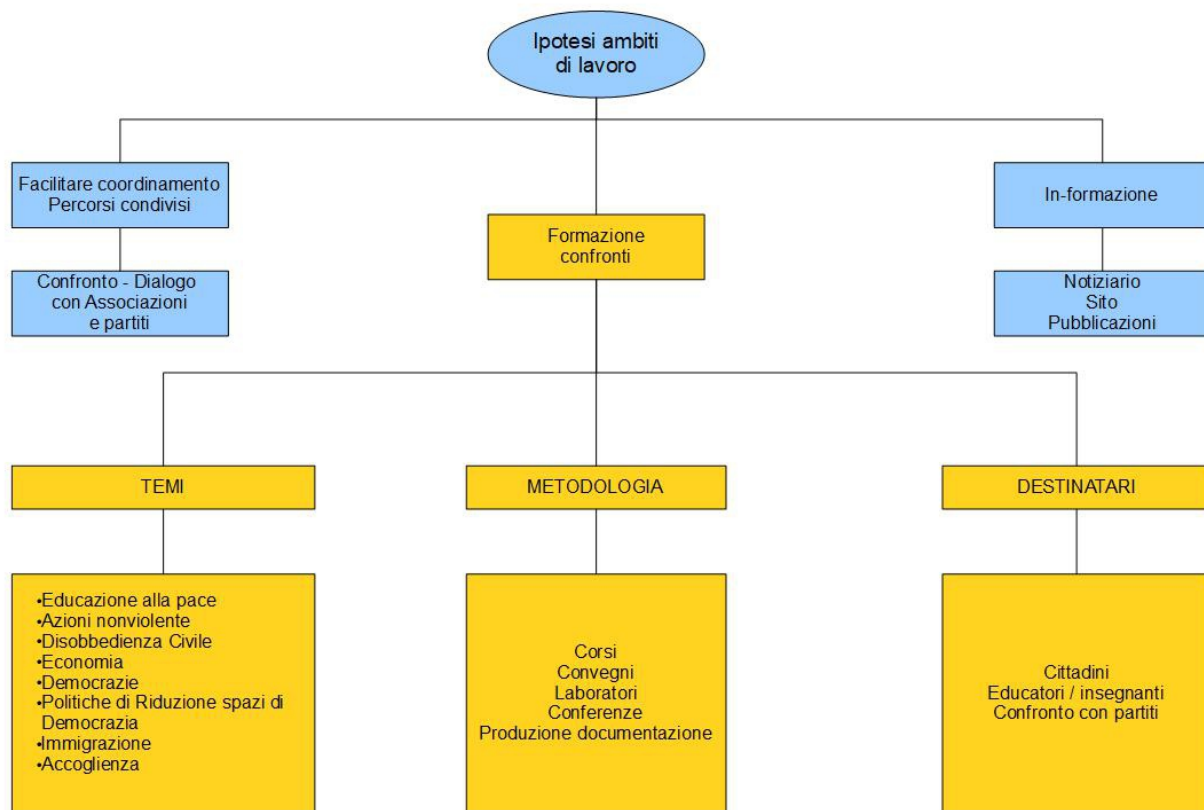 Ipotesi ambiti
di lavoro
Facilitare coordinamento
Percorsi condivisi
In-formazione
Formazione
confronti
Confronto - Dialogo
con Associazioni
e partiti
Notiziario
Sito
Pubblicazioni
TEMI
METODOLOGIA
DESTINATARI
•Educazione alla pace
•Azioni nonviolente
•Disobbedienza Civile
•Economia
•Democrazie
•Politiche di Riduzione spazi di
Democrazia
•Immigrazione
•Accoglienza
Corsi
Convegni
Laboratori
Conferenze
Produzione documentazione
Cittadini
Educatori / insegnanti
Confronto con partiti